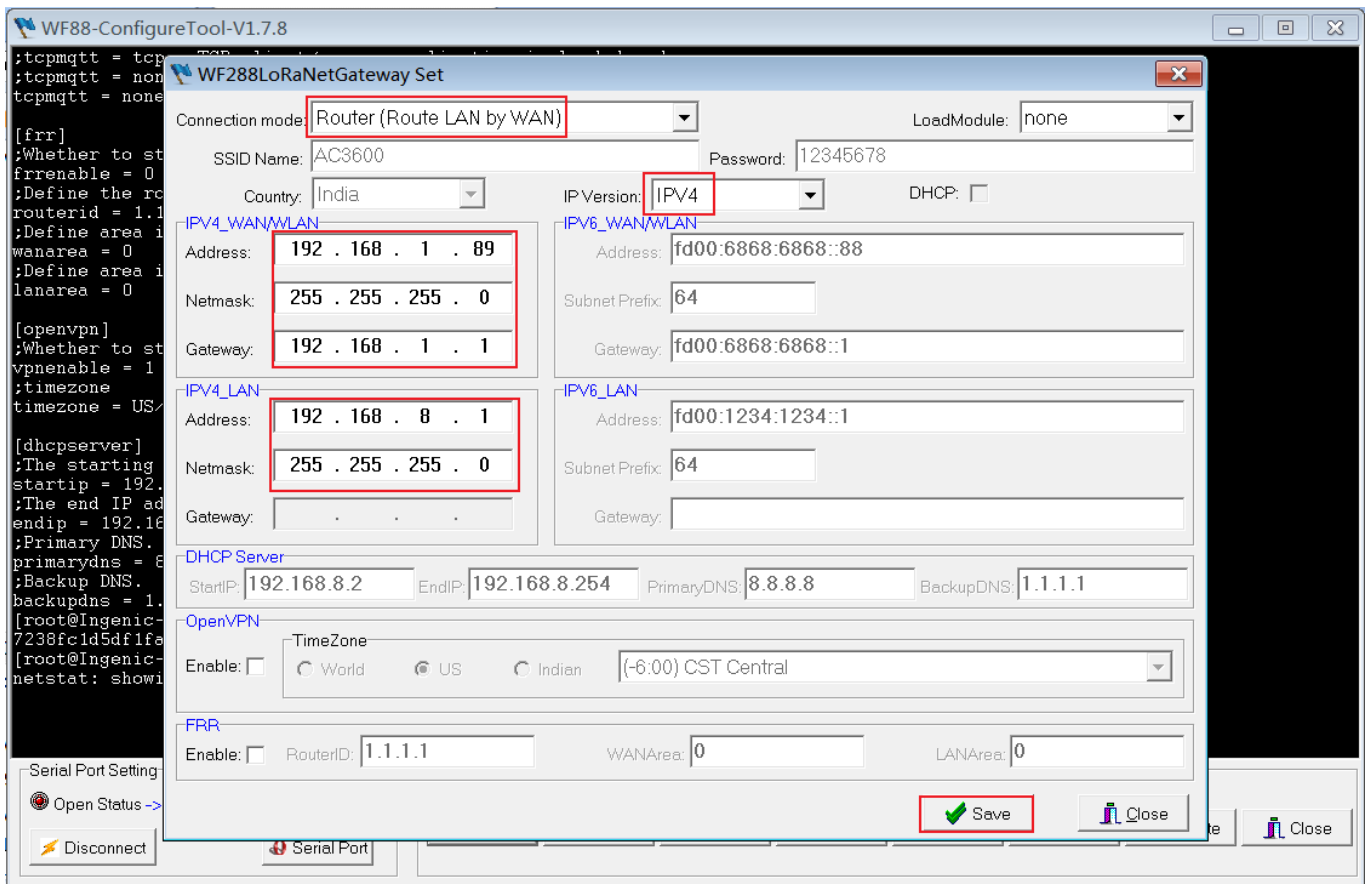 WF88-ConfigureTool-V1.7.8
;tcpmqtt = tcp
;tcpmqtt = non
tcpmqtt = none
[frr]
;Whether to st
frrenable = 0
;Define the ro
routerid = 1.1
;Define area i
wanarea = 0
;Define area i
lanarea = 0
[openvpn]
;Whether to st
vpnenable = 1
;timezone
timezone = US/
[dhcpserver]
;The starting
startip = 192.
;The end IP ad
endip = 192.16
;Primary DNS.
primarydns = 8
;Backup DNS.
backupdns = 1.
[root@Ingenic-
7238fc1d5df1fa
[root@Ingenic-
netstat: showi
WF288LoRaNetGateway Set
Connection mode: Router (Route LAN by WAN) LoadModule: none
SSID Name: AC3600 Password: 12345678
Country: India IP Version: IPV4 DHCP:
IPV4_WAN/WLAN IPV6_WAN/WLAN
Address: 192 . 168 . 1 . 89 Address: fd00:6868:6868::88
Netmask: 255 . 255 . 255 . 0 Subnet Prefix: 64
Gateway: 192 . 168 . 1 . 1 Gateway: fd00:6868:6868::1
IPV4_LAN IPV6_LAN
Address: 192 . 168 . 8 . 1 Address: fd00:1234:1234::1
Netmask: 255 . 255 . 255 . 0 Subnet Prefix: 64
Gateway: . . . Gateway:
DHCP Server
StartIP: 192.168.8.2 EndIP: 192.168.8.254 PrimaryDNS: 8.8.8.8 BackupDNS: 1.1.1.1
OpenVPN
TimeZone
Enable: World US Indian (-6:00) CST Central
FRR
Enable: RouterID: 1.1.1.1 WANArea: 0 LANArea: 0
Save Close
Serial Port Setting
Open Status ->
Disconnect Serial Port te Close